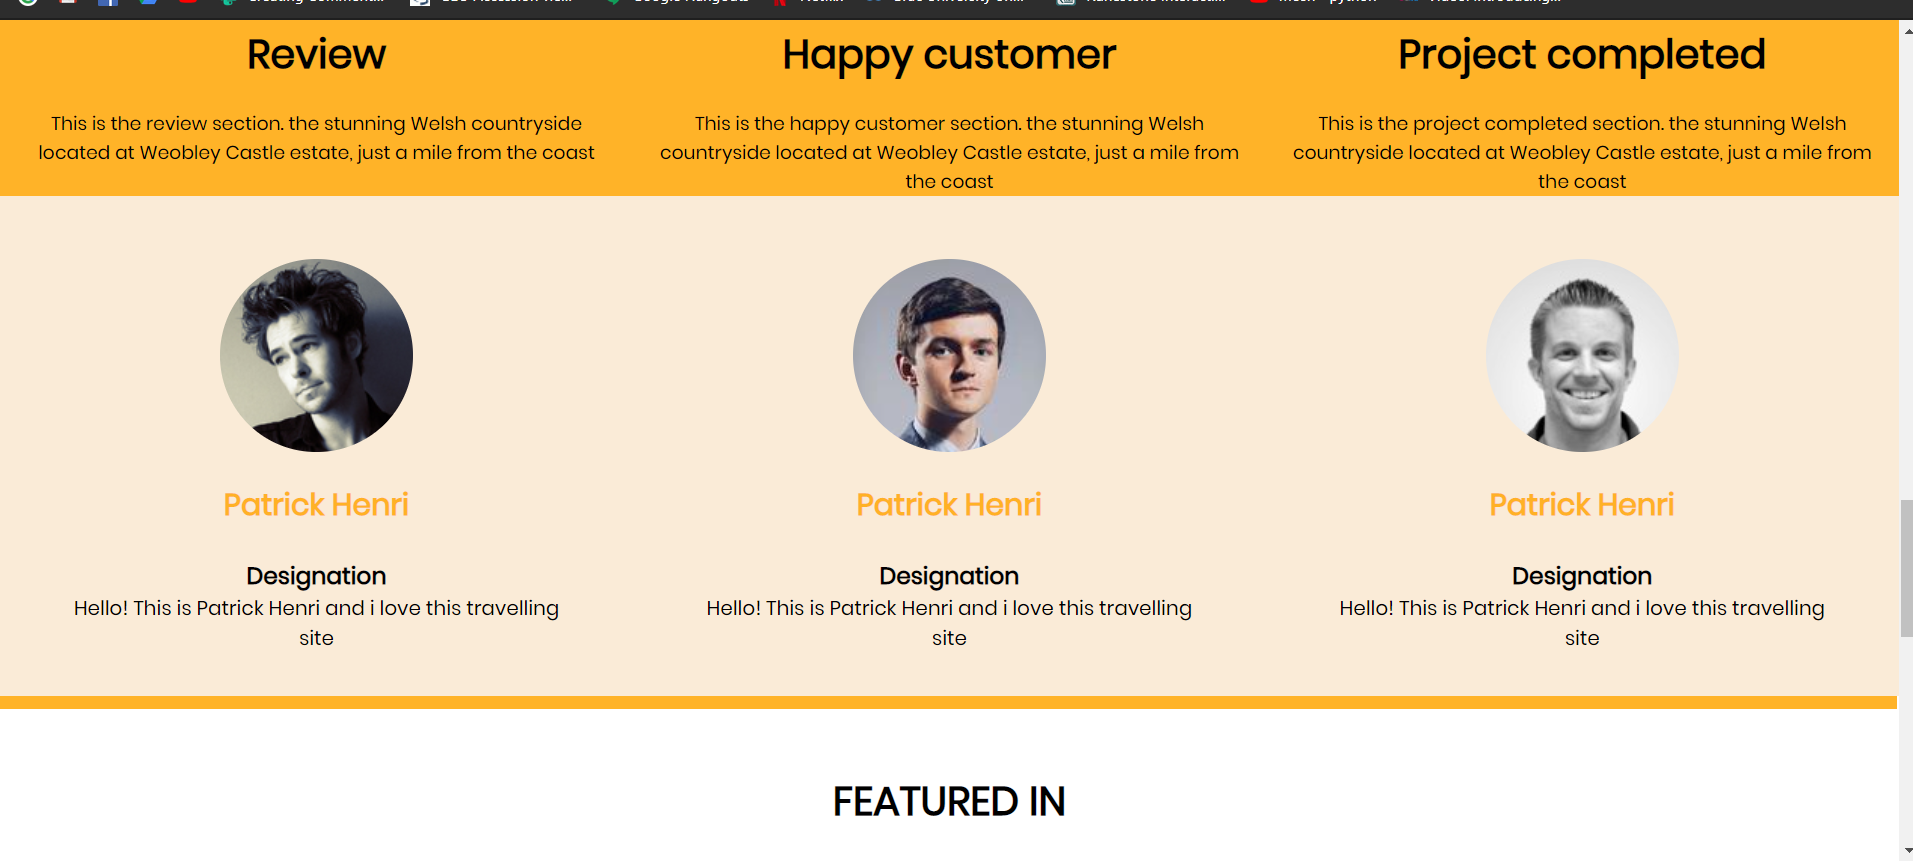 Review
Happy customer
Project completed
This is the review section. the stunning Welsh countryside
located at Weobley Castle estate, just a mile from the coast
This is the happy customer section. the stunning Welsh
countryside located at Weobley Castle estate, just a mile from
the coast
This is the project completed section. the stunning Welsh
countryside located at Weobley Castle estate, just a mile from
the coast
Patrick Henri
Designation
Hello! This is Patrick Henri and i love this travelling
site
Patrick Henri
Designation
Hello! This is Patrick Henri and i love this travelling
site
Patrick Henri
Designation
Hello! This is Patrick Henri and i love this travelling
site
FEATURED IN